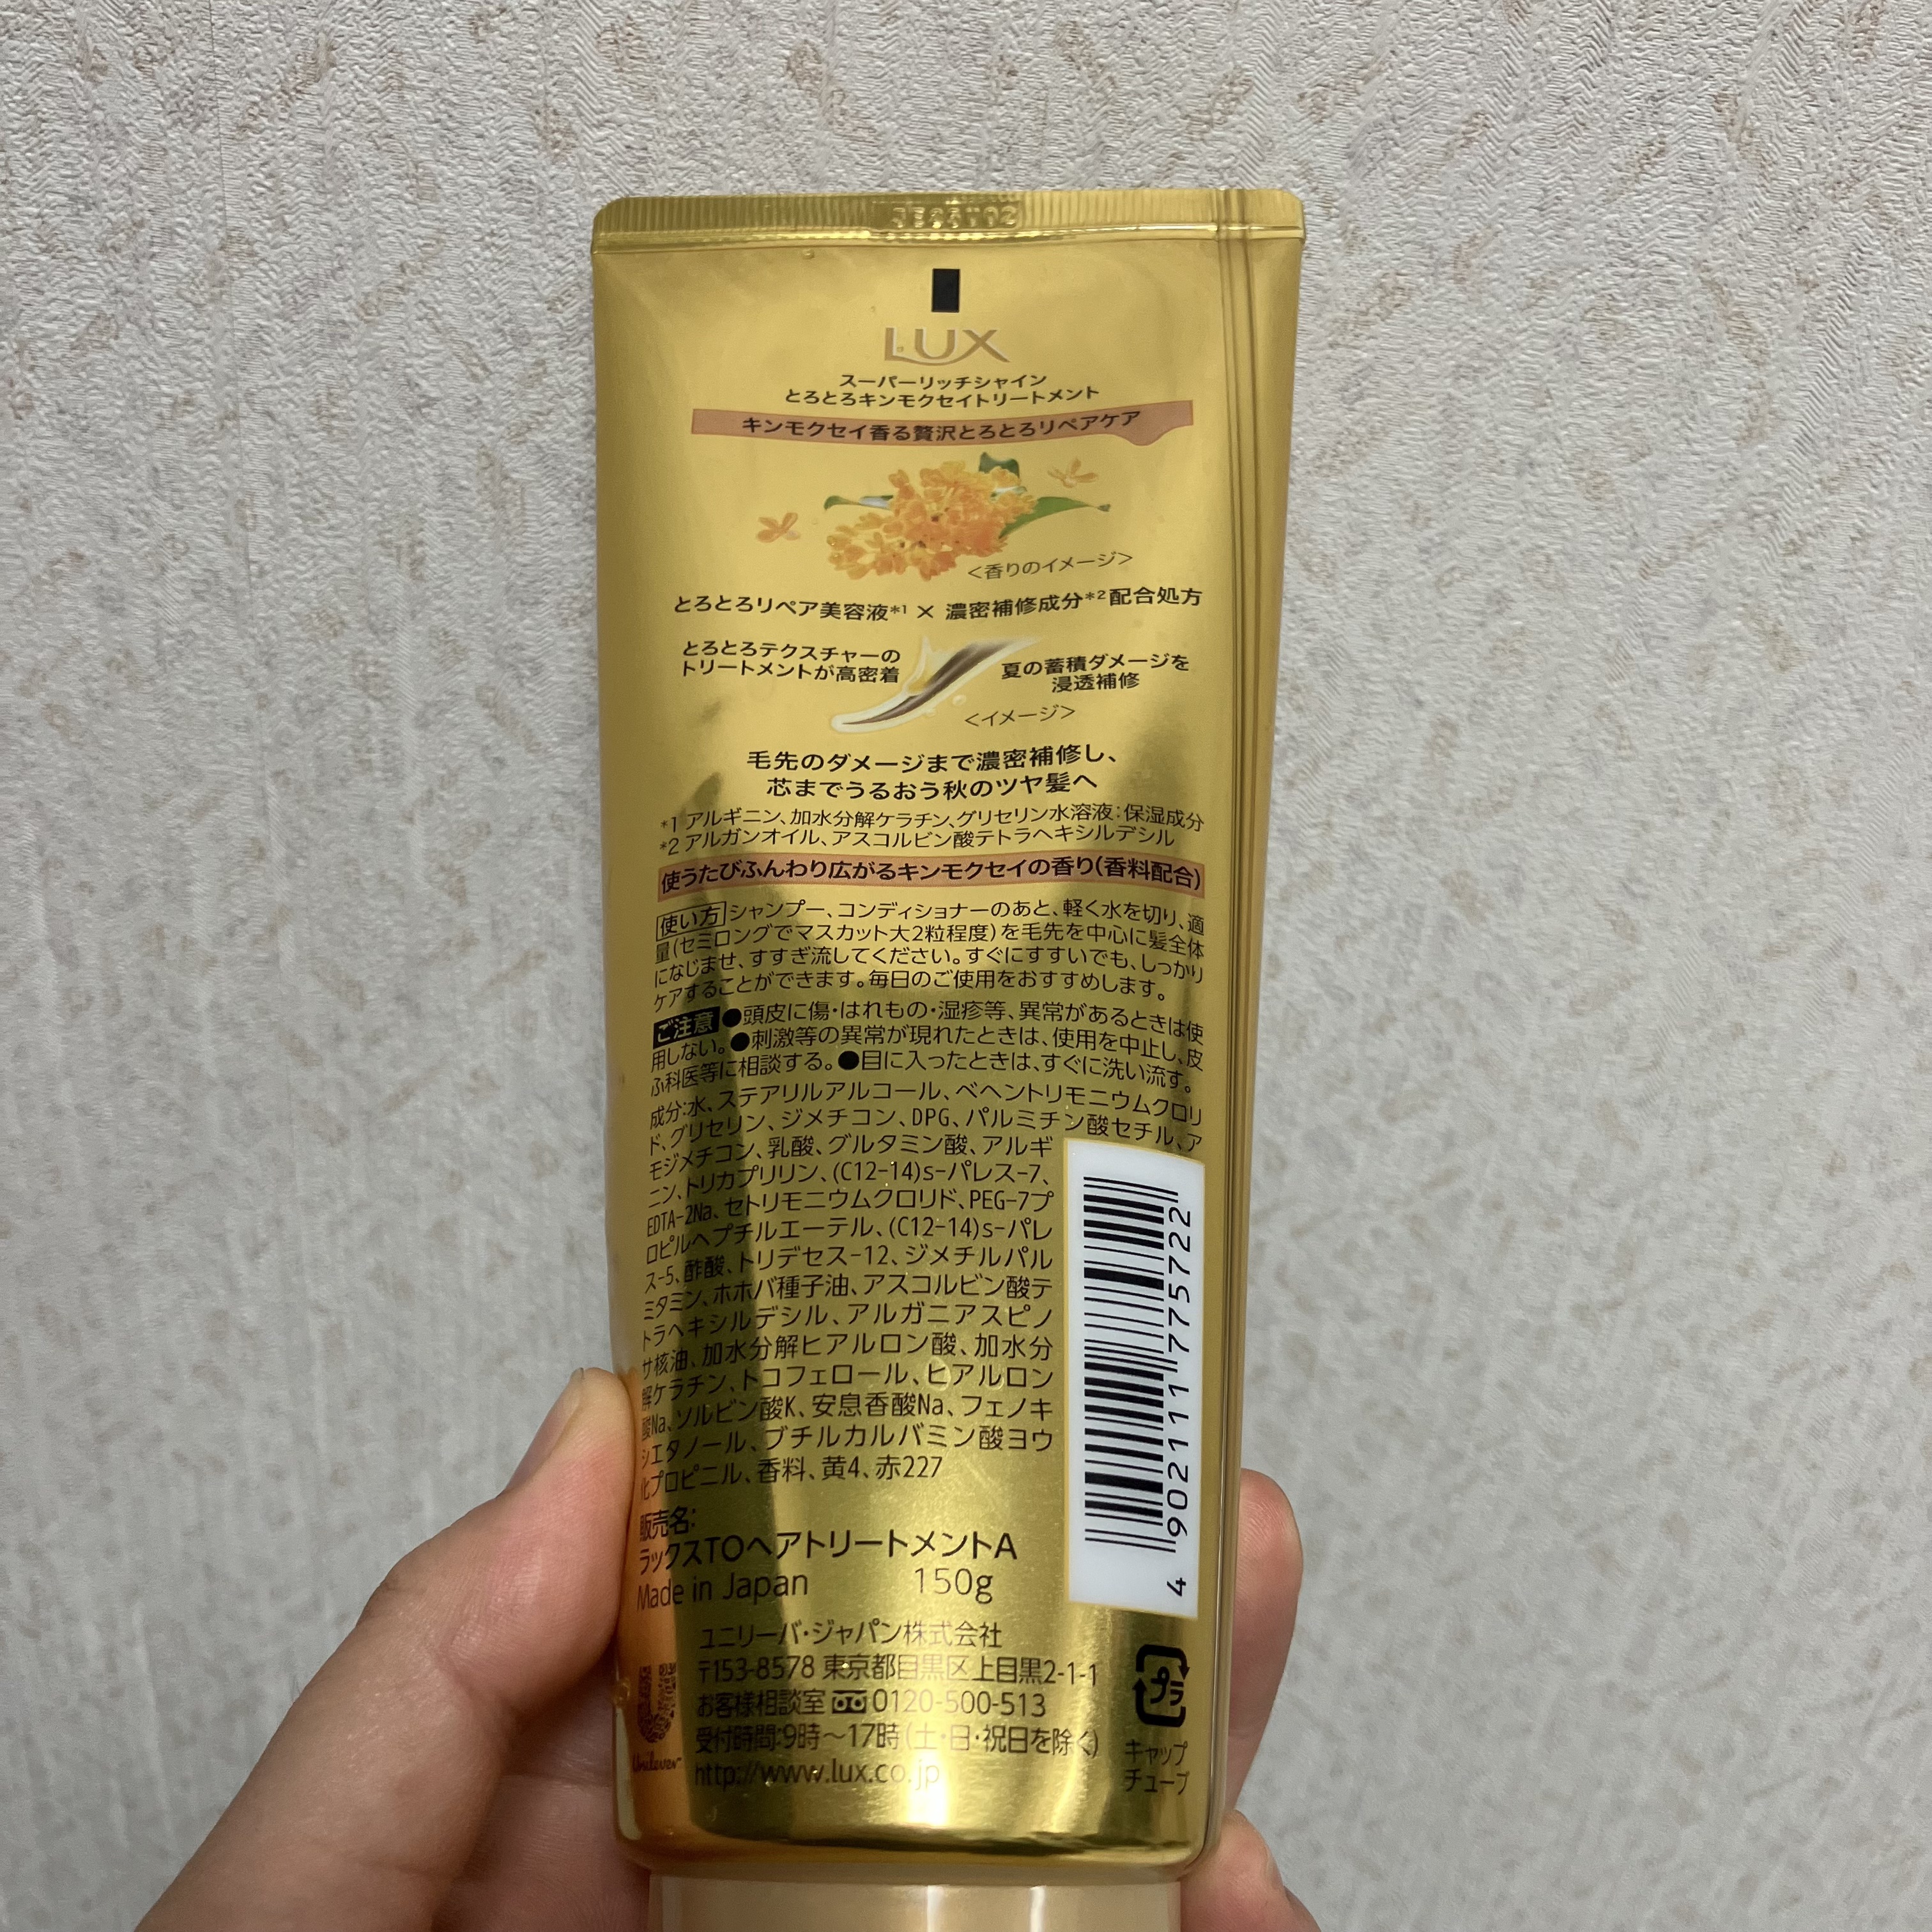 LUX
スーパーリッチシャイン
とろとろキンモクセイトリートメント
キンモクセイ香る贅沢とろとろリペアケア
<香りのイメージ>
とろとろリペア美容液*1 × 濃密補修成分*2配合処方
とろとろテクスチャーの
トリートメントが高密着
夏の蓄積ダメージを
浸透補修
<イメージ>
毛先のダメージまで濃密補修し、
芯までうるおう秋のツヤ髪へ
*1 アルギニン、加水分解ケラチン、グリセリン水溶液:保湿成分
*2 アルガンオイル、アスコルビン酸テトラヘキシルデシル
使うたびふんわり広がるキンモクセイの香り(香料配合)
使い方 シャンプー、コンディショナーのあと、軽く水を切り、適
量(セミロングでマスカット大2粒程度)を毛先を中心に髪全体
になじませ、すすぎ流してください。すぐにすすいでも、しっかり
ケアすることができます。毎日のご使用をおすすめします。
ご注意 ●頭皮に傷・はれもの・湿疹等、異常があるときは使
用しない。●刺激等の異常が現れたときは、使用を中止し、皮
ふ科医等に相談する。●目に入ったときは、すぐに洗い流す。
成分:水、ステアリルアルコール、ベヘントリモニウムクロリ
ド、グリセリン、ジメチコン、DPG、パルミチン酸セチル、ア
モジメチコン、乳酸、グルタミン酸、アルギ
ニン、トリカプリリン、(C12-14)s-パレス-7、
EDTA-2Na、セトリモニウムクロリド、PEG-7プ
ロピルヘプチルエーテル、(C12-14)s-パレ
ス-5、酢酸、トリデセス-12、ジメチルパル
ミタミン、ホホバ種子油、アスコルビン酸テ
トラヘキシルデシル、アルガニアスピノ
サ核油、加水分解ヒアルロン酸、加水分
解ケラチン、トコフェロール、ヒアルロン
酸Na、ソルビン酸K、安息香酸Na、フェノキ
シエタノール、ブチルカルバミン酸ヨウ
化プロピニル、香料、黄4、赤227
販売名:
ラックスTOヘアトリートメントA
Made in Japan 150g
4 902111 775722
ユニリーバ・ジャパン株式会社
〒153-8578 東京都目黒区上目黒2-1-1
お客様相談室 0120-500-513
受付時間:9時～17時(土・日・祝日を除く)
http://www.lux.co.jp
Unilever
プラ
キャップ
チューブ